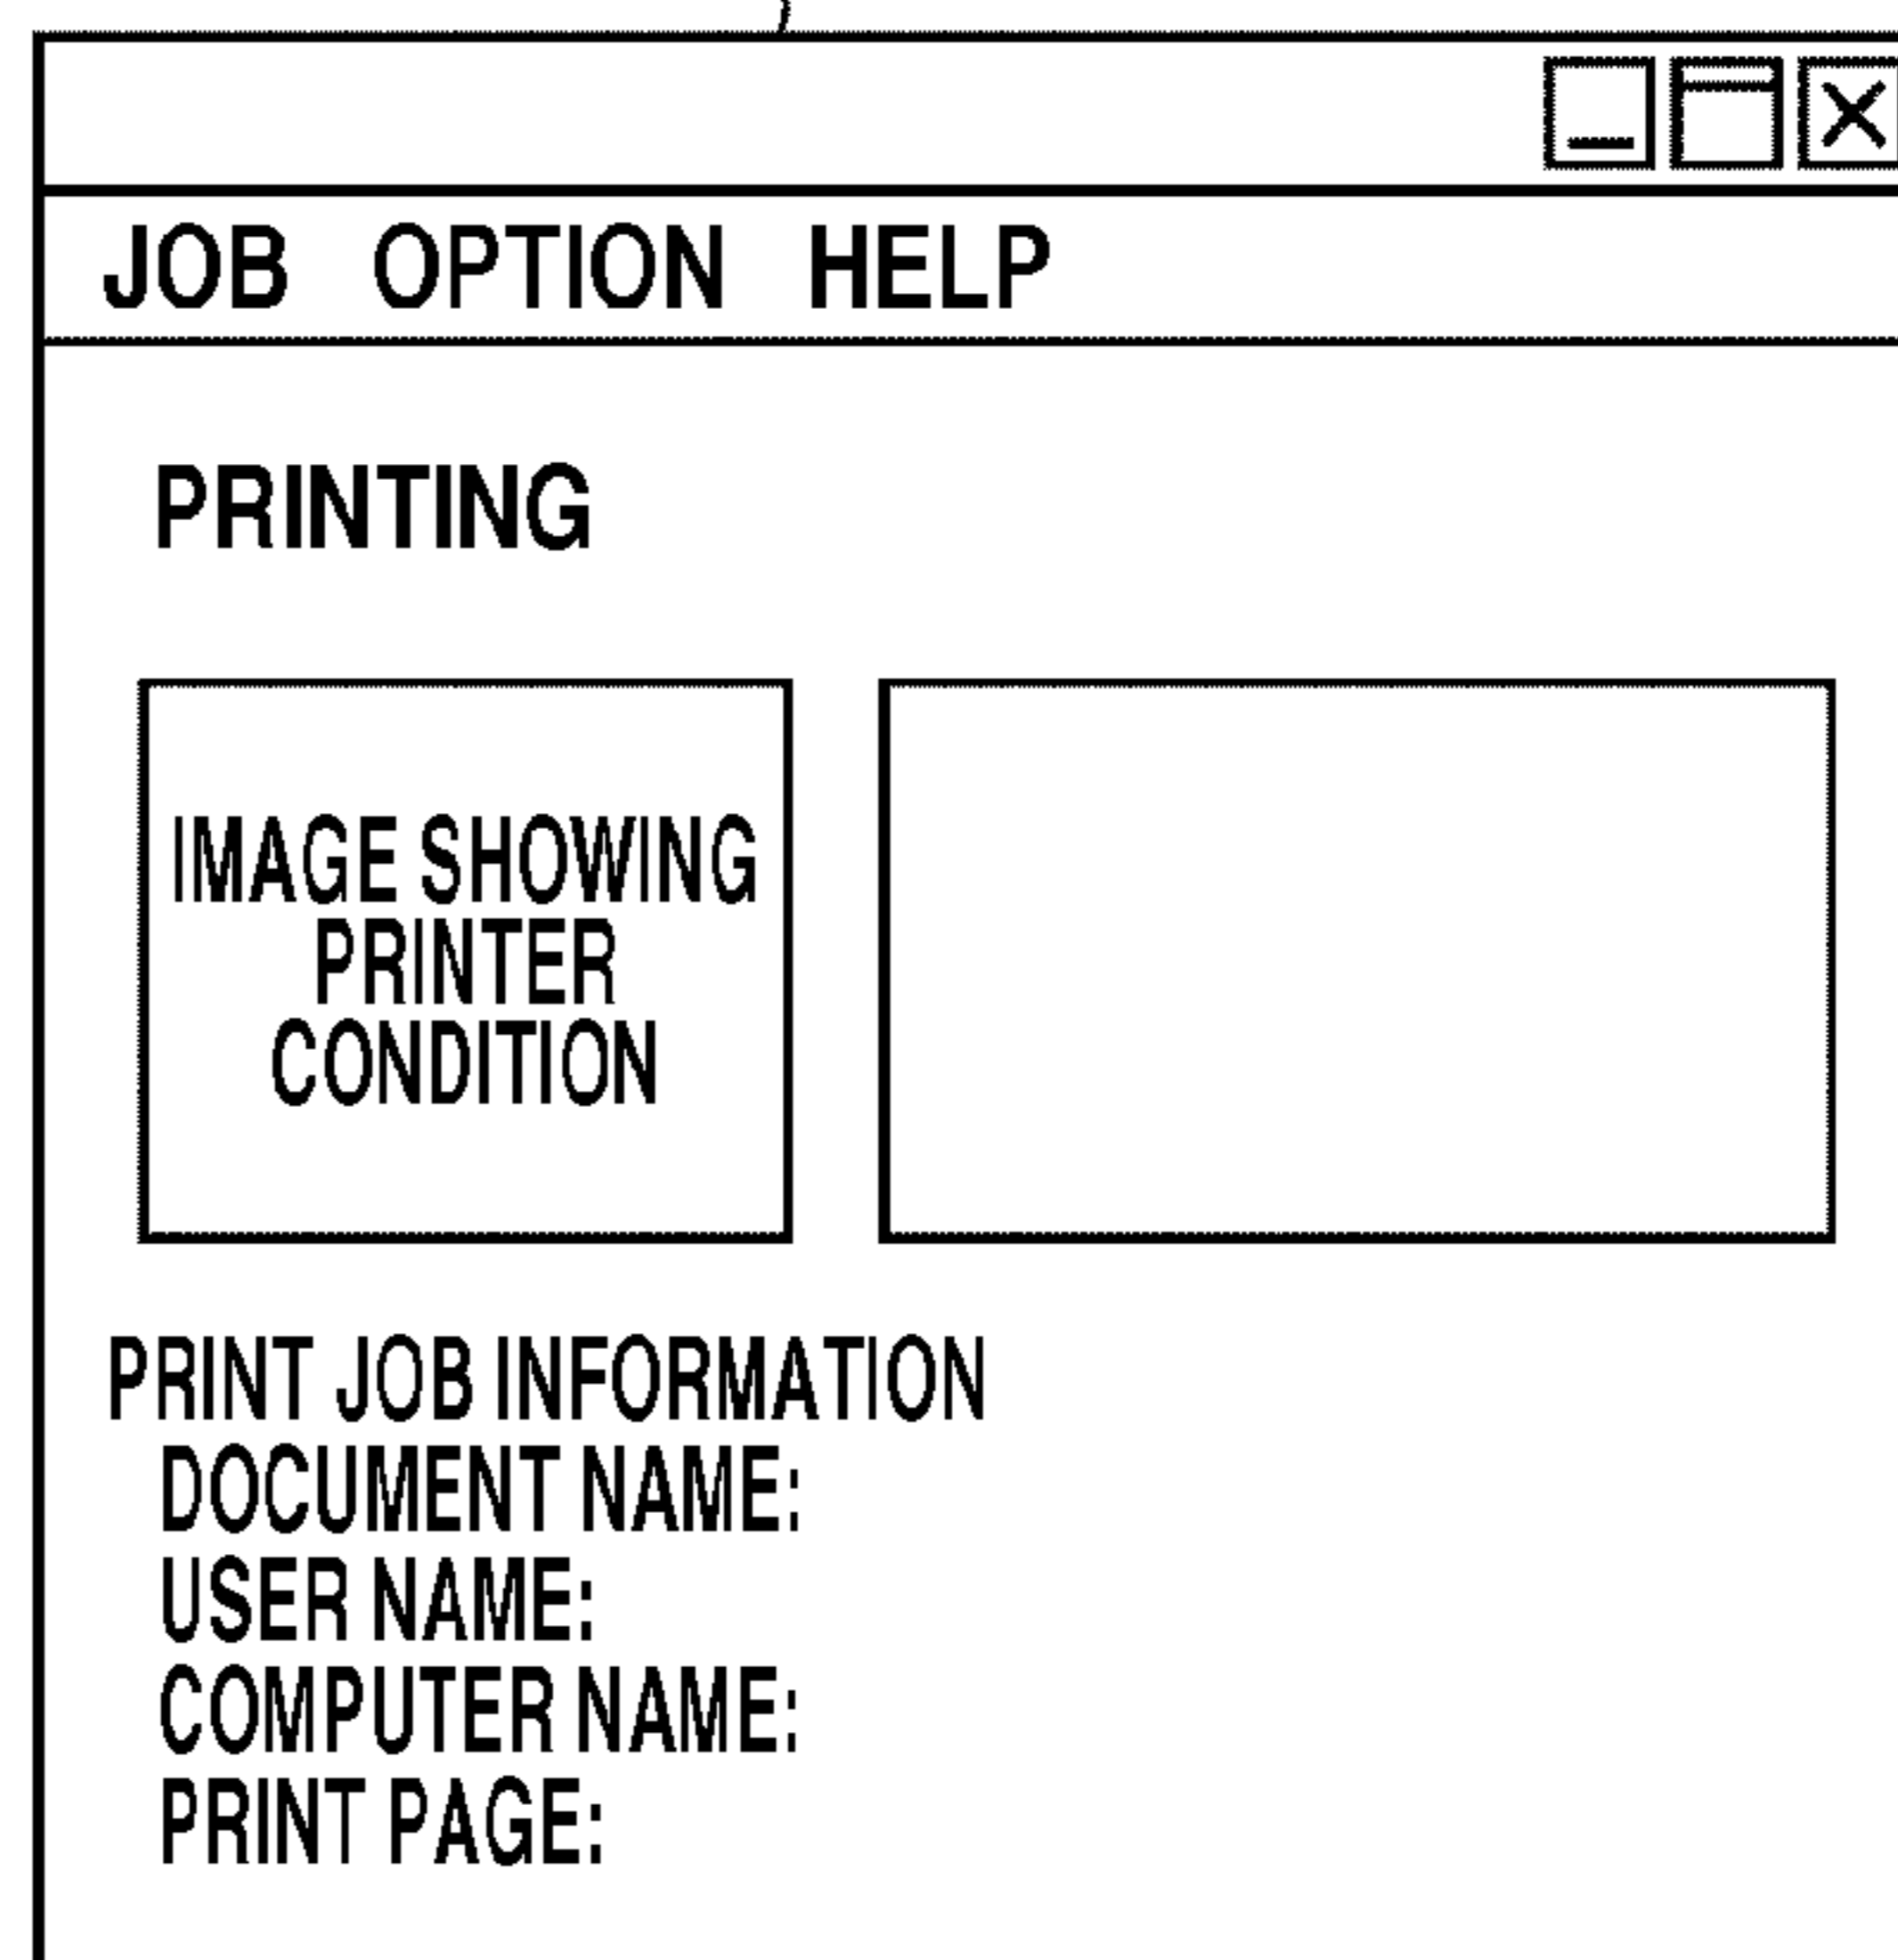 JOB OPTION HELP
PRINTING
IMAGE SHOWING
PRINTER
CONDITION
PRINT JOB INFORMATION
DOCUMENT NAME:
USER NAME:
COMPUTER NAME:
PRINT PAGE: